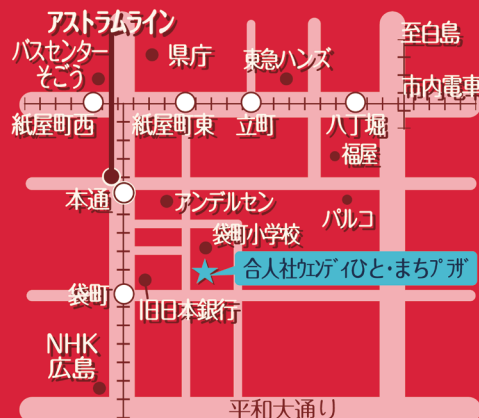 アストラムライン
バスセンター
そごう
県庁
東急ハンズ
至白島
市内電車
紙屋町西
紙屋町東
立町
八丁堀
福屋
本通
アンデルセン
パルコ
袋町小学校
合人社ウェンディひと・まちプラザ
袋町
旧日本銀行
NHK
広島
平和大通り